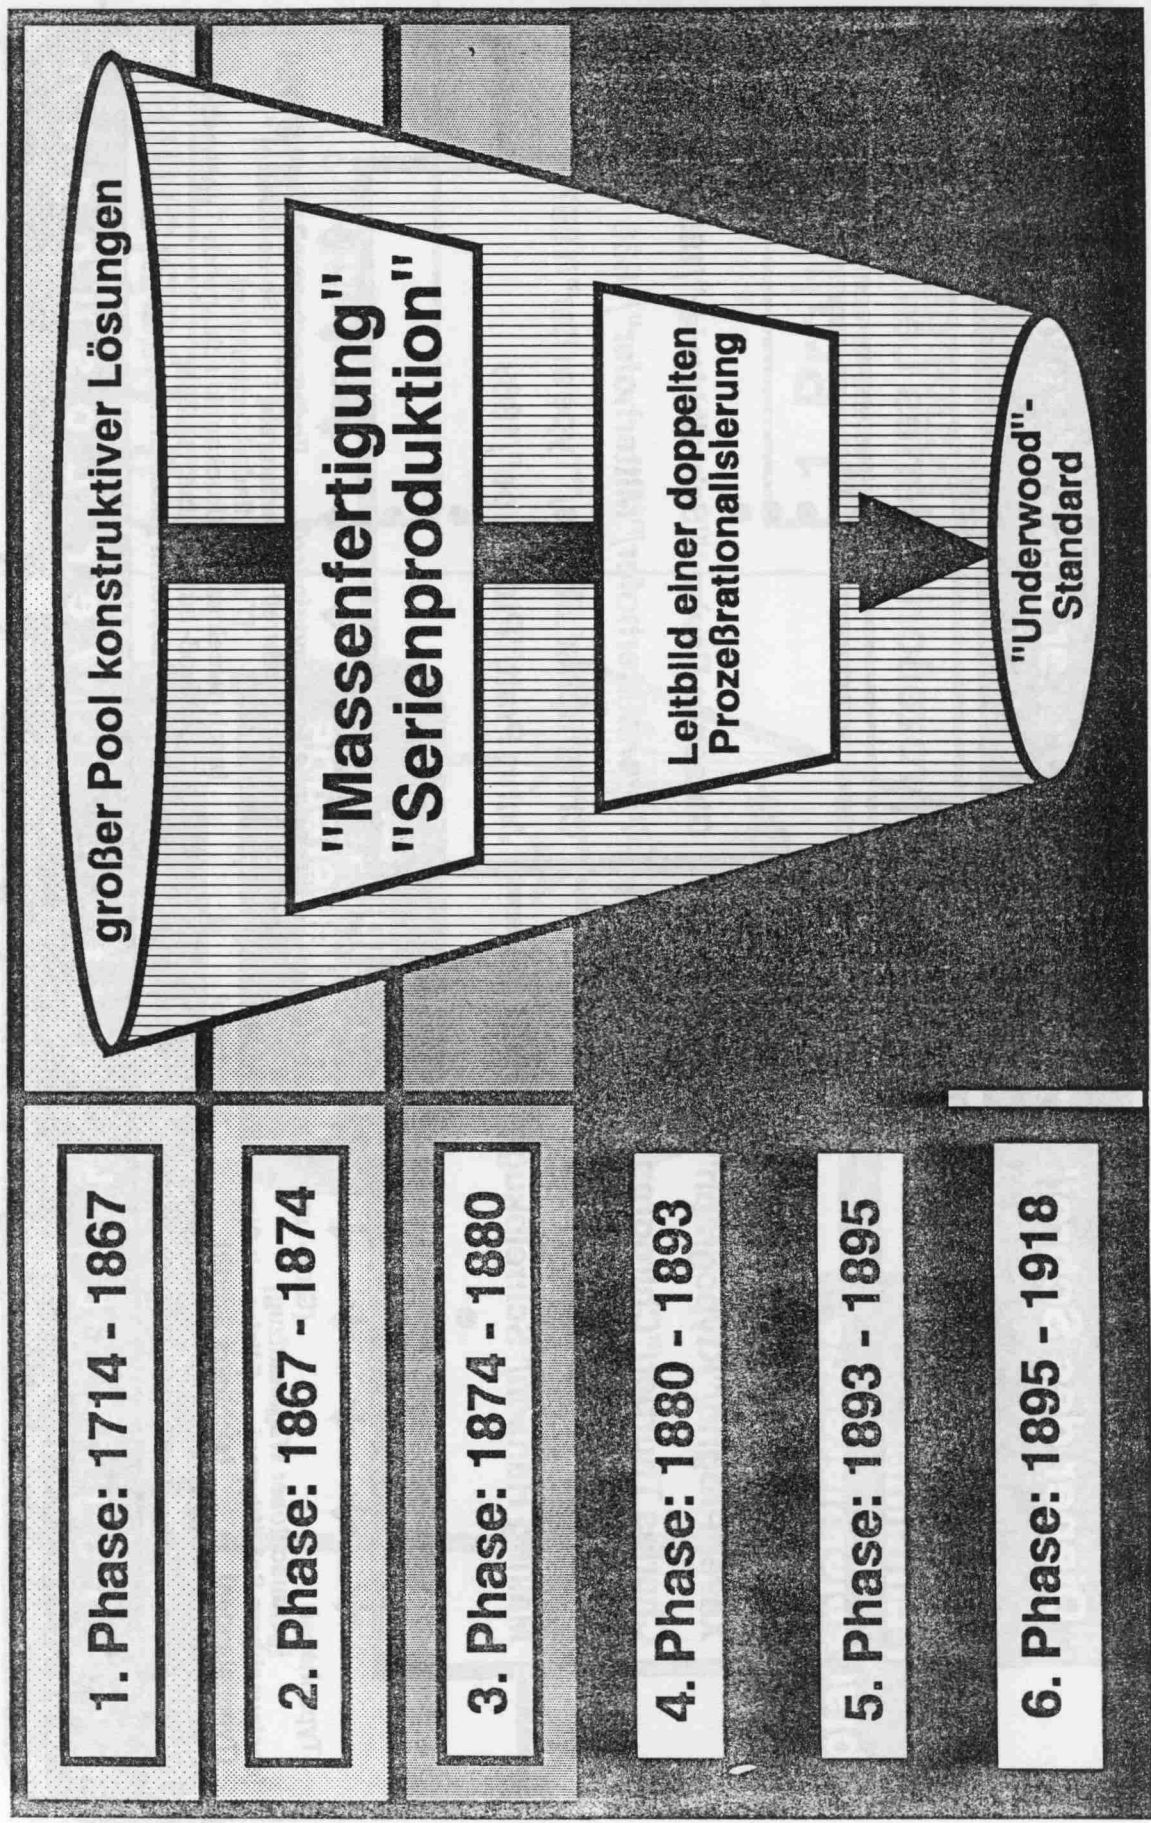 1. Phase: 1714 - 1867
2. Phase: 1867 - 1874
3. Phase: 1874 - 1880
4. Phase: 1880 - 1893
5. Phase: 1893 - 1895
6. Phase: 1895 - 1918
großer Pool konstruktiver Lösungen
"Massenfertigung"
"Serienproduktion"
Leitbild einer doppelten
Prozeßrationalisierung
"Underwood"-
Standard